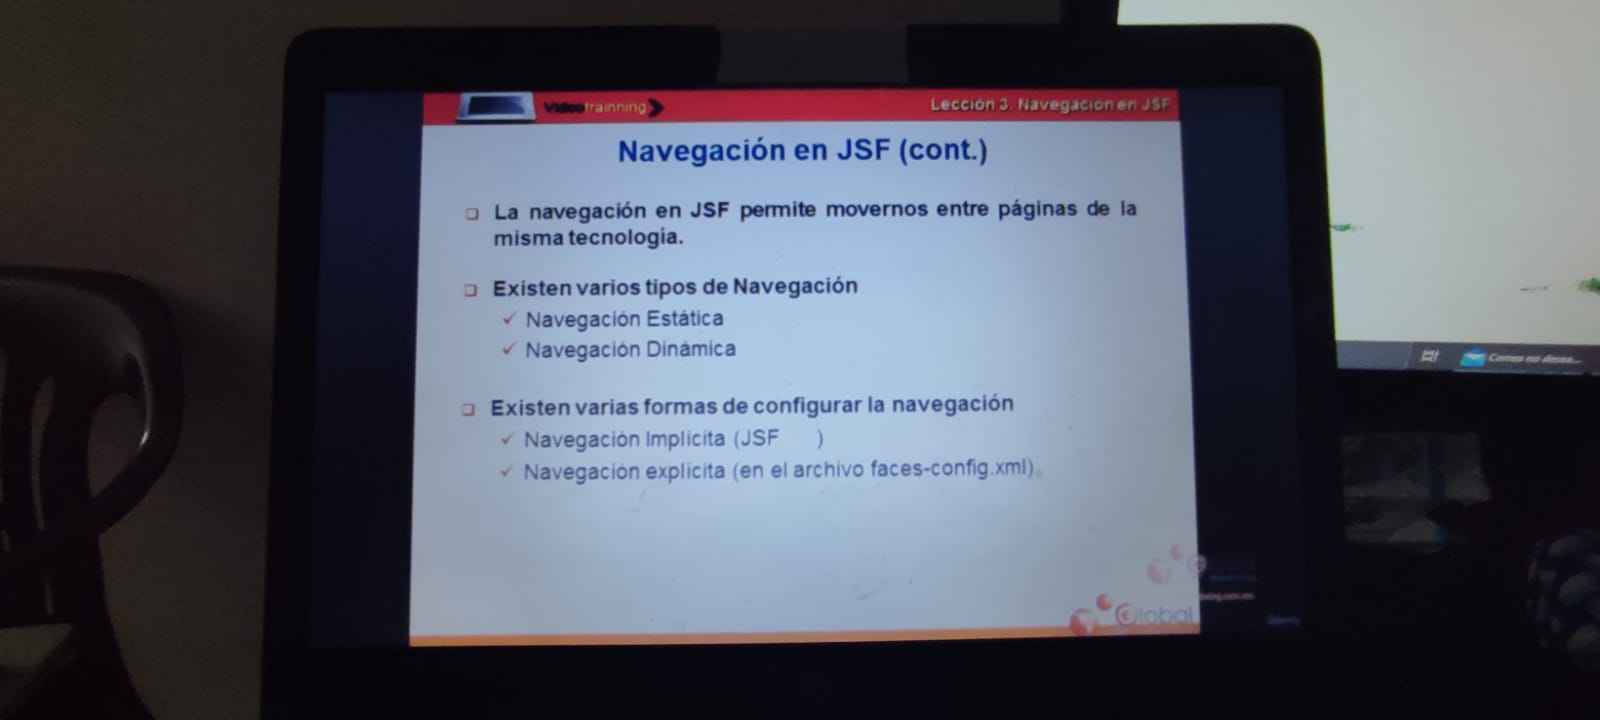 Videotrainning
Lección 3. Navegación en JSF
Navegación en JSF (cont.)
La navegación en JSF permite movernos entre páginas de la
misma tecnología.
Existen varios tipos de Navegación
Navegación Estática
Navegación Dinámica
Existen varias formas de configurar la navegación
Navegación Implícita (JSF )
Navegación explícita (en el archivo faces-config.xml).
Global
Correo no desea...